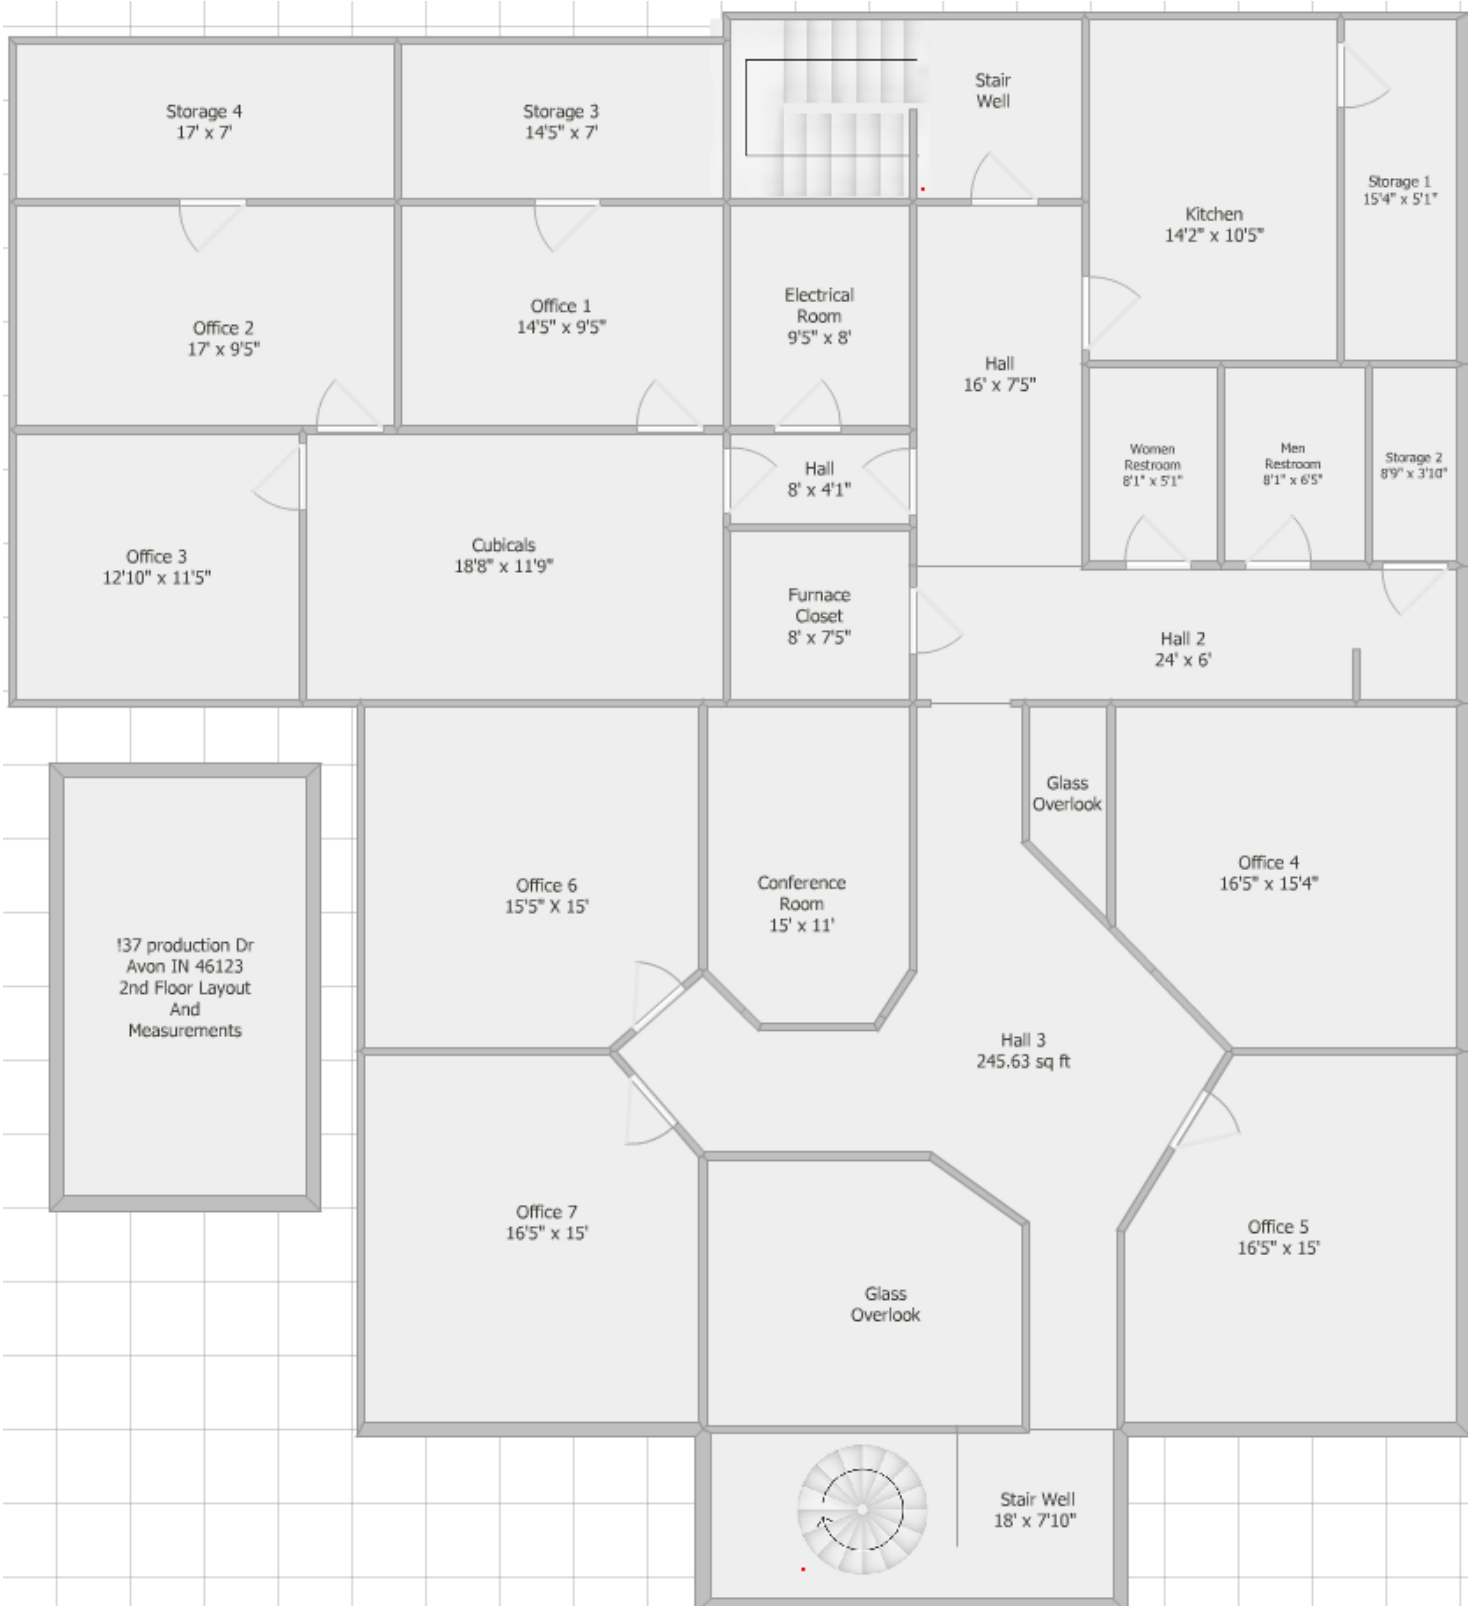 Storage 4
17' x 7'
Storage 3
14'5" x 7'
Stair
Well
Kitchen
14'2" x 10'5"
Storage 1
15'4" x 5'1"
Office 2
17' x 9'5"
Office 1
14'5" x 9'5"
Electrical
Room
9'5" x 8'
Hall
16' x 7'5"
Women
Restroom
8'1" x 5'1"
Men
Restroom
8'1" x 6'5"
Storage 2
8'9" x 3'10"
Office 3
12'10" x 11'5"
Cubicals
18'8" x 11'9"
Hall
8' x 4'1"
Furnace
Closet
8' x 7'5"
Hall 2
24' x 6'
Glass
Overlook
Office 6
15'5" X 15'
Conference
Room
15' x 11'
Office 4
16'5" x 15'4"
!37 production Dr
Avon IN 46123
2nd Floor Layout
And
Measurements
Hall 3
245.63 sq ft
Office 7
16'5" x 15'
Glass
Overlook
Office 5
16'5" x 15'
Stair Well
18' x 7'10"